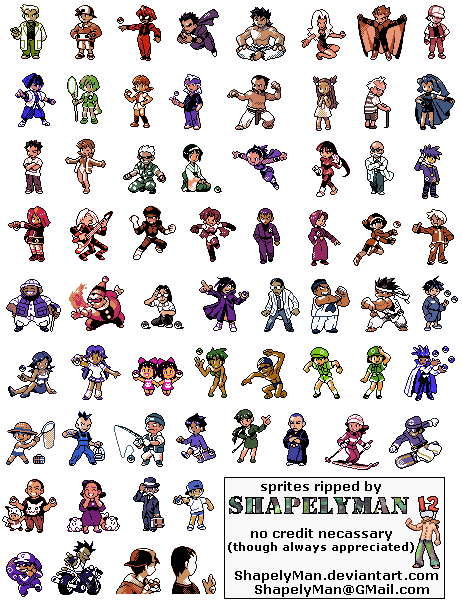 sprites ripped by
SHAPELYMAN 12
no credit necassary
(though always appreciated)
ShapelyMan.deviantart.com
ShapelyMan@GMail.com